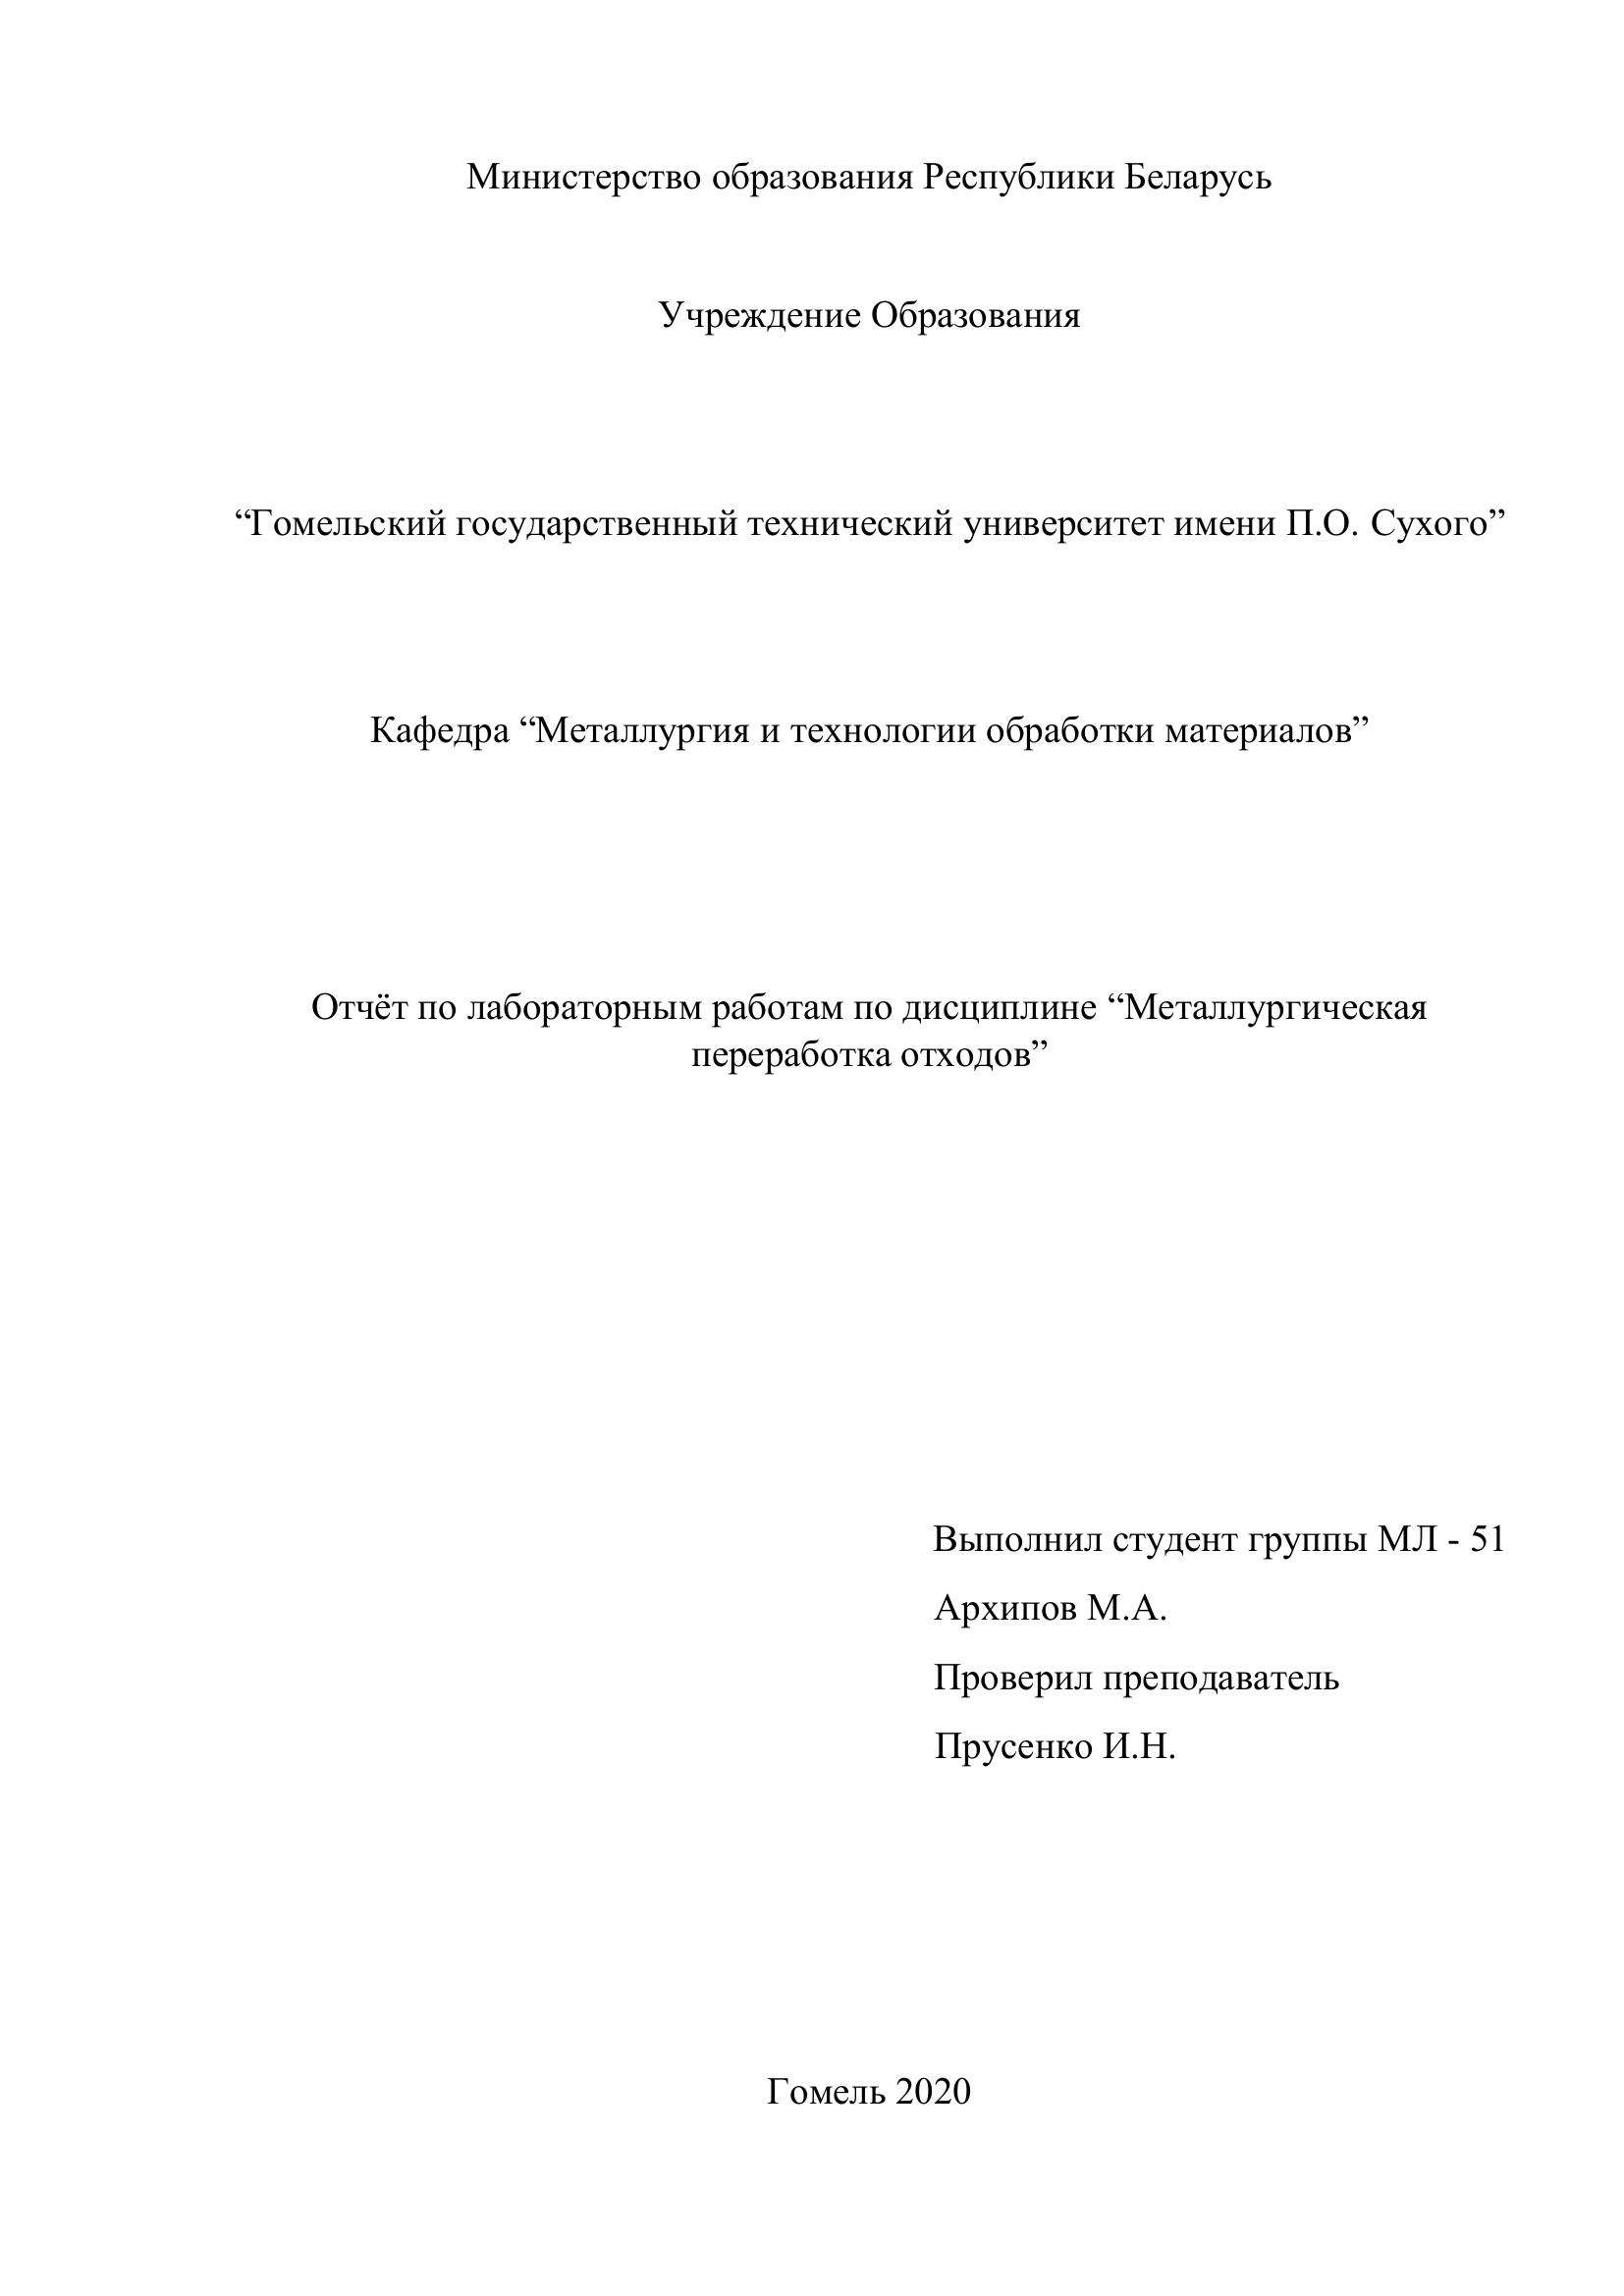 Министерство образования Республики Беларусь
Учреждение Образования
“Гомельский государственный технический университет имени П.О. Сухого”
Кафедра “Металлургия и технологии обработки материалов”
Отчёт по лабораторным работам по дисциплине “Металлургическая
переработка отходов”
Выполнил студент группы МЛ - 51
Архипов М.А.
Проверил преподаватель
Прусенко И.Н.
Гомель 2020